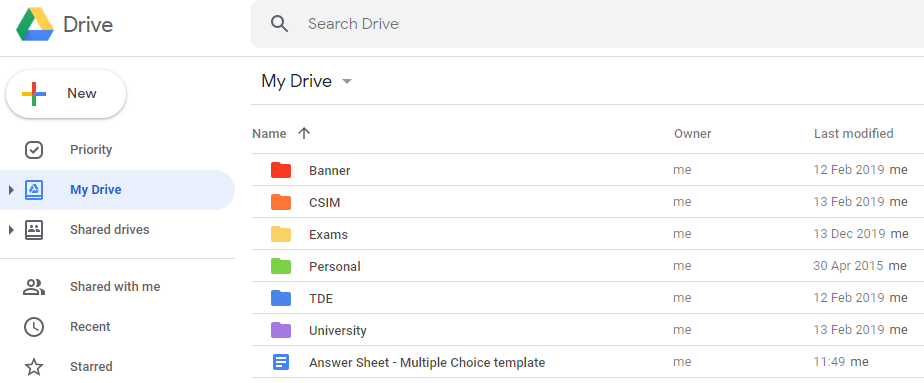 Drive
Search Drive
My Drive
New
Name Owner Last modified
Priority
Banner me 12 Feb 2019 me
My Drive
CSIM me 13 Feb 2019 me
Shared drives
Exams me 13 Dec 2019 me
Personal me 30 Apr 2015 me
Shared with me
TDE me 12 Feb 2019 me
Recent
University me 13 Feb 2019 me
Starred
Answer Sheet - Multiple Choice template me 11:49 me